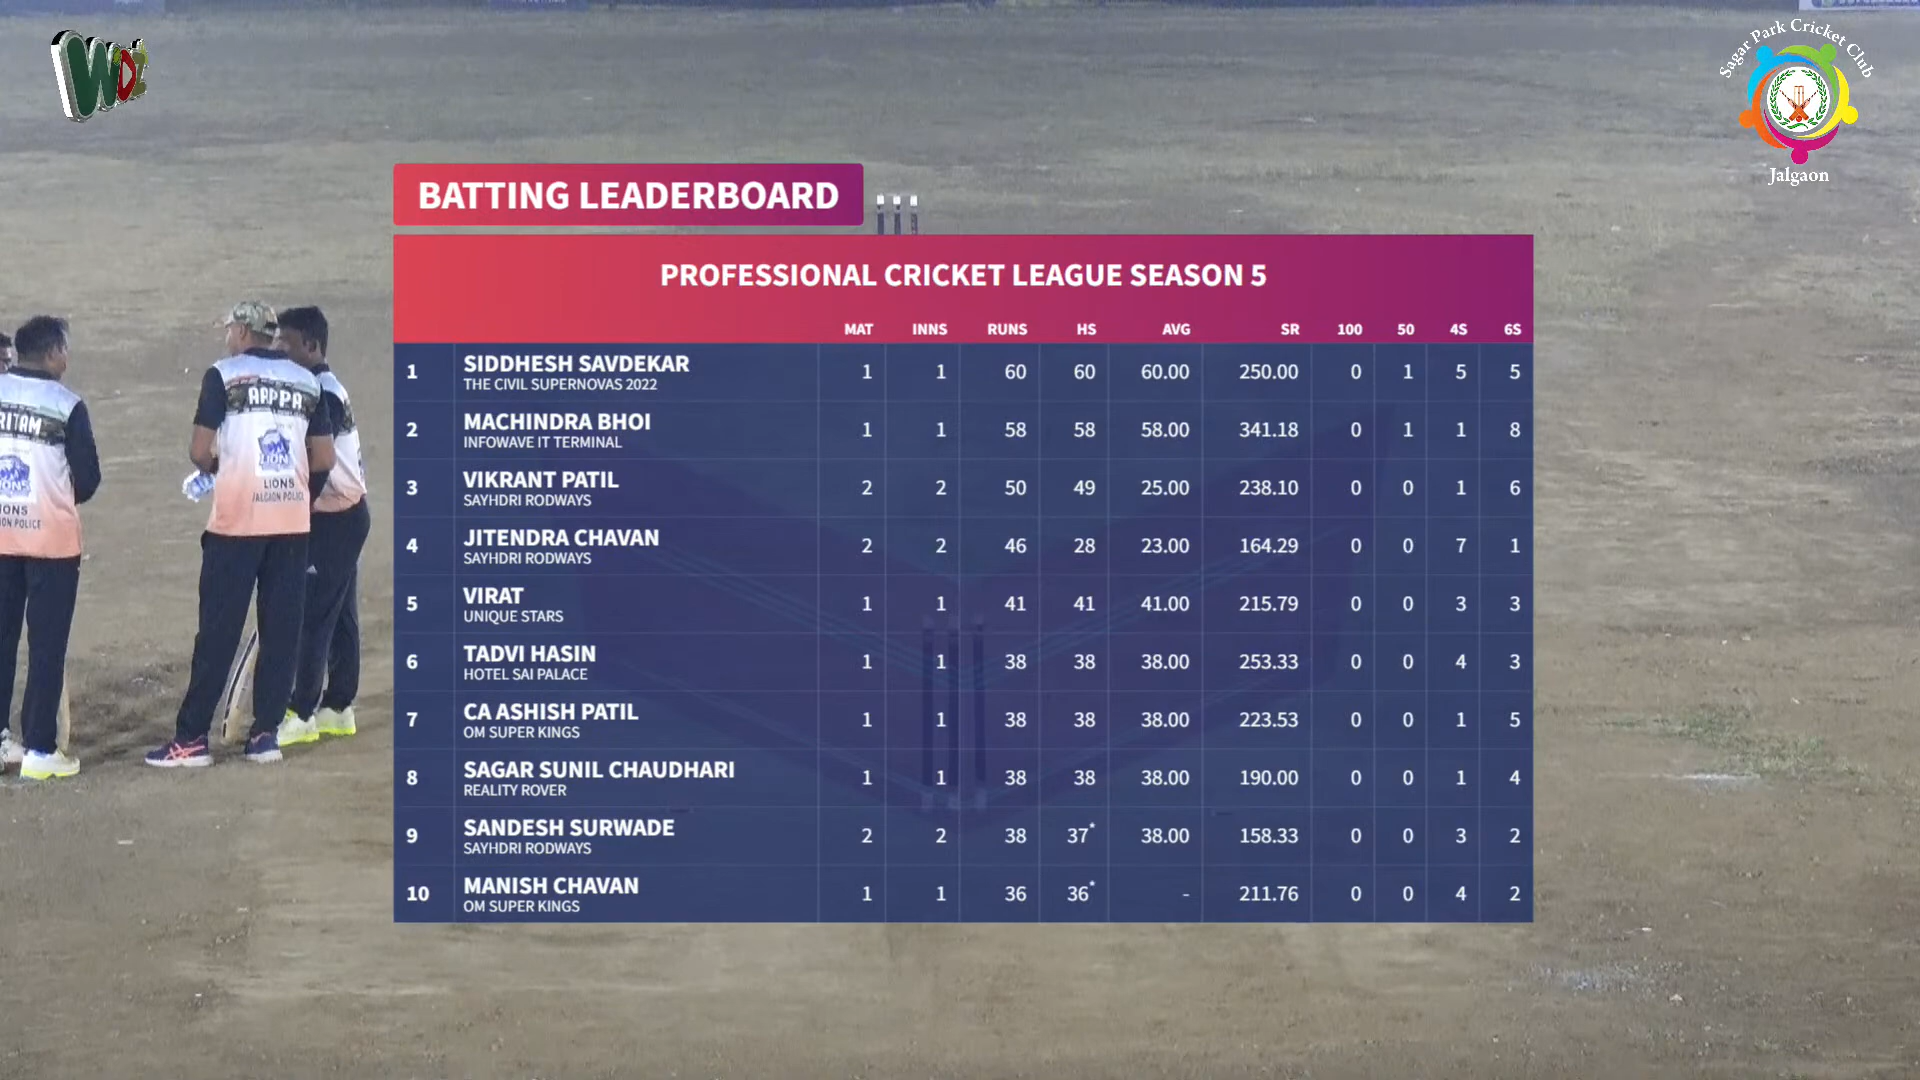 Sagar Park Cricket Club
Jalgaon
BATTING LEADERBOARD
PROFESSIONAL CRICKET LEAGUE SEASON 5
MAT INNS RUNS HS AVG SR 100 50 4S 6S
1 SIDDHESH SAVDEKAR 1 1 60 60 60.00 250.00 0 1 5 5
THE CIVIL SUPERNOVAS 2022
2 MACHINDRA BHOI 1 1 58 58 58.00 341.18 0 1 1 8
INFOWAVE IT TERMINAL
3 VIKRANT PATIL 2 2 50 49 25.00 238.10 0 0 1 6
SAYHDRI RODWAYS
4 JITENDRA CHAVAN 2 2 46 28 23.00 164.29 0 0 7 1
SAYHDRI RODWAYS
5 VIRAT 1 1 41 41 41.00 215.79 0 0 3 3
UNIQUE STARS
6 TADVI HASIN 1 1 38 38 38.00 253.33 0 0 4 3
HOTEL SAI PALACE
7 CA ASHISH PATIL 1 1 38 38 38.00 223.53 0 0 1 5
OM SUPER KINGS
8 SAGAR SUNIL CHAUDHARI 1 1 38 38 38.00 190.00 0 0 1 4
REALITY ROVER
9 SANDESH SURWADE 2 2 38 37* 38.00 158.33 0 0 3 2
SAYHDRI RODWAYS
10 MANISH CHAVAN 1 1 36 36* - 211.76 0 0 4 2
OM SUPER KINGS
AAPPA
LION
LIONS
JALGAON POLICE
RITAM
IONS
ON POLICE